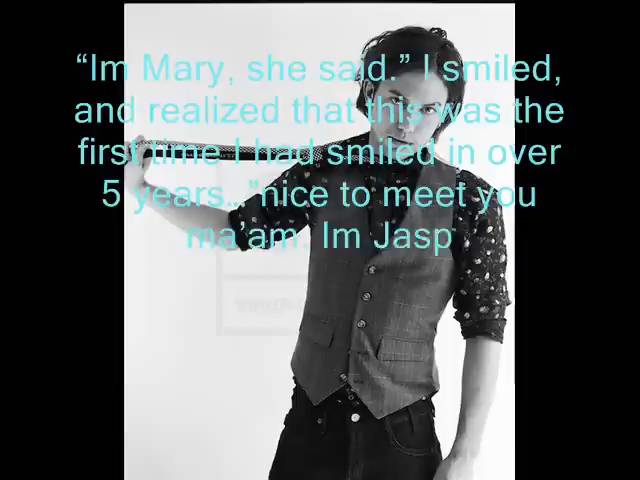 “Im Mary, she said.” I smiled,
and realized that this was the
first time I had smiled in over
5 years...”nice to meet you
ma’am. Im Jasp